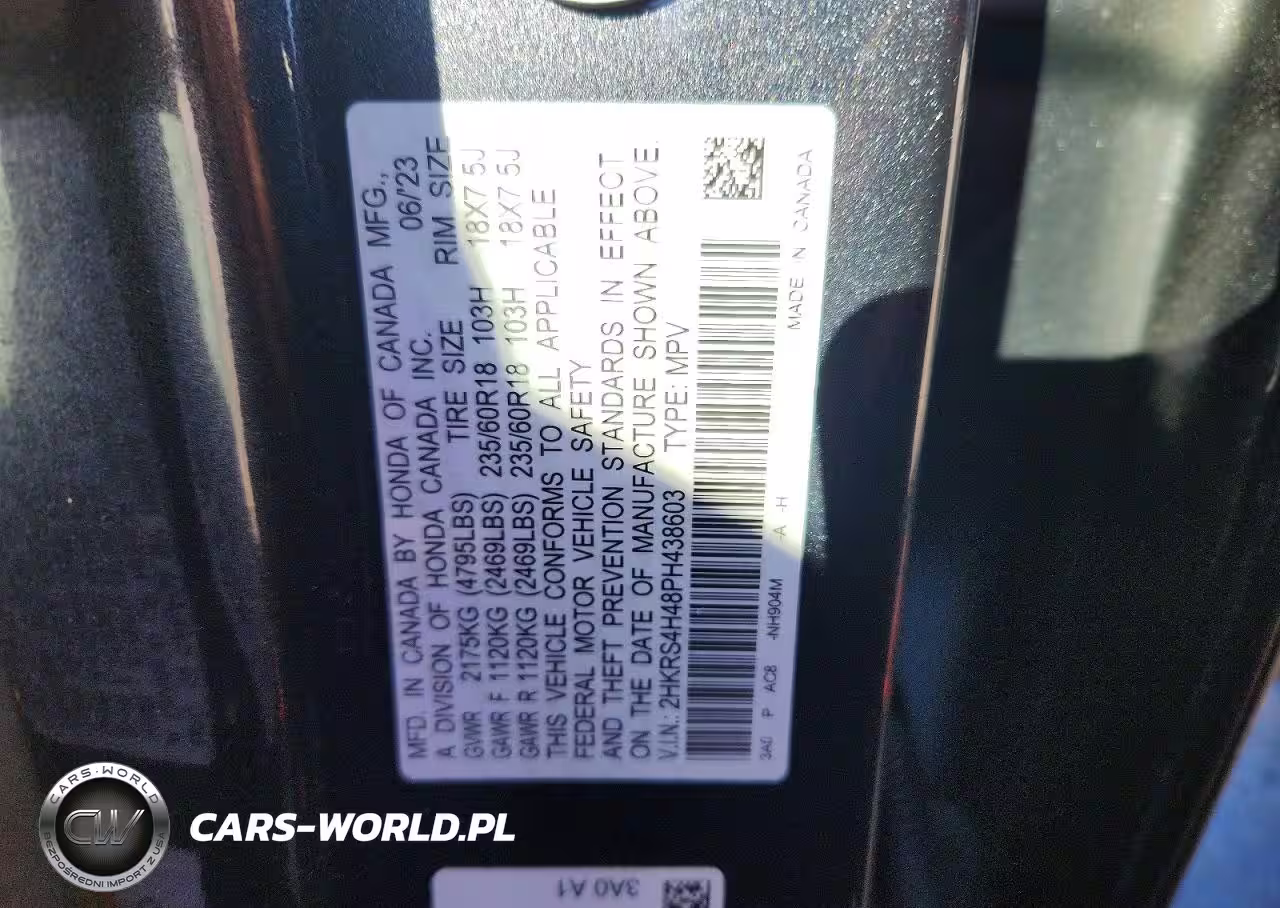 MFD. IN CANADA BY HONDA OF CANADA MFG.,
A DIVISION OF HONDA CANADA INC. 06/'23
GVWR 2175KG (4795LBS) TIRE SIZE RIM SIZE
GAWR F 1120KG (2469LBS) 235/60R18 103H 18X7 5J
GAWR R 1120KG (2469LBS) 235/60R18 103H 18X7 5J
THIS VEHICLE CONFORMS TO ALL APPLICABLE
FEDERAL MOTOR VEHICLE SAFETY
AND THEFT PREVENTION STANDARDS IN EFFECT
ON THE DATE OF MANUFACTURE SHOWN ABOVE.
V.I.N.: 2HKRS4H48PH438603 TYPE: MPV
3A0 P AC8 -NH904M -A -H MADE IN CANADA
3A0 A1
CARS-WORLD
CW
BEZPOŚREDNI IMPORT Z USA
CARS-WORLD.PL